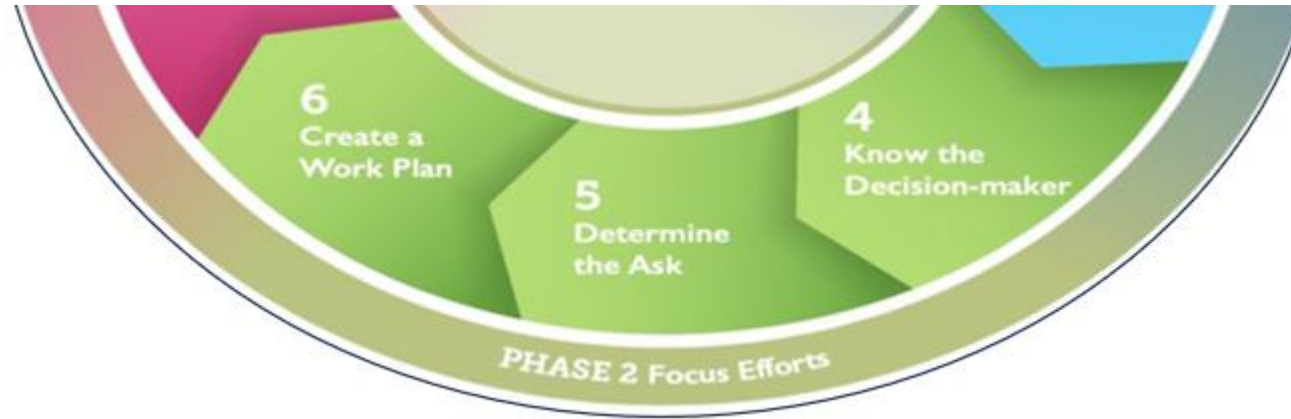 6
Create a
Work Plan
5
Determine
the Ask
4
Know the
Decision-maker
PHASE 2 Focus Efforts